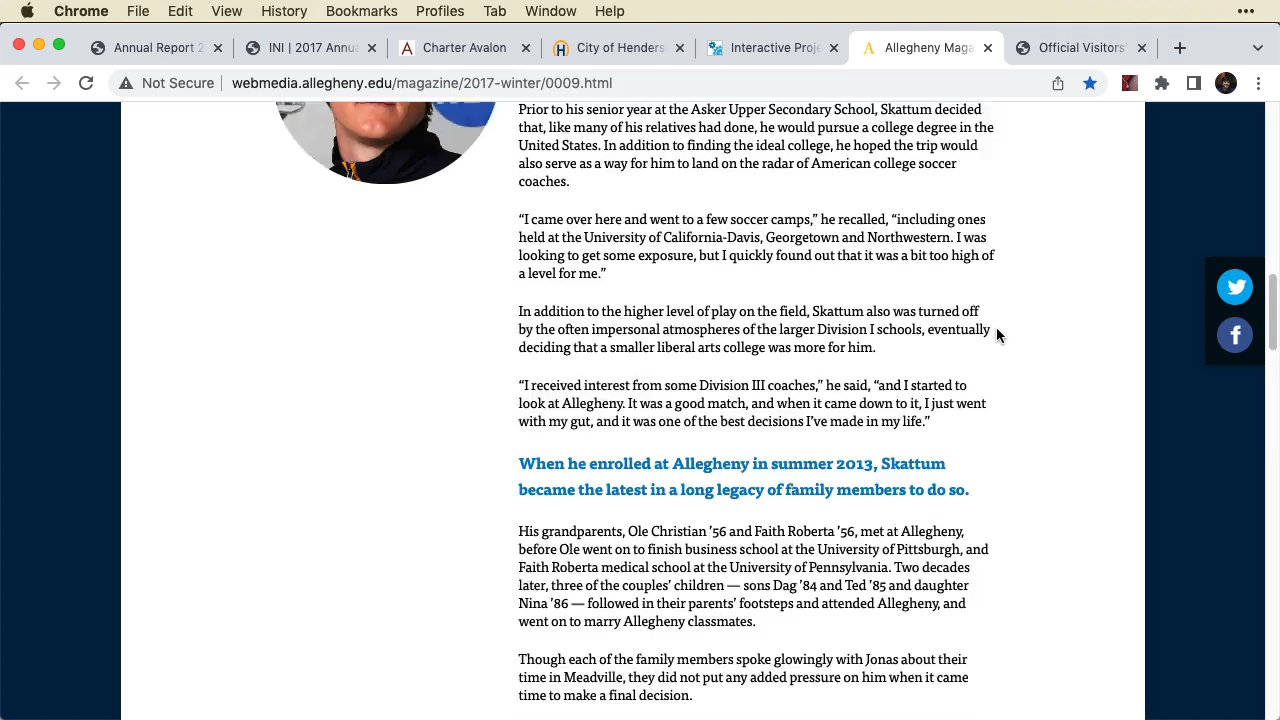 Chrome File Edit View History Bookmarks Profiles Tab Window Help
Annual Report 2
INI | 2017 Annua
Charter Avalon
City of Henders
Interactive Proje
Allegheny Maga
Official Visitors'
Not Secure webmedia.allegheny.edu/magazine/2017-winter/0009.html
Prior to his senior year at the Asker Upper Secondary School, Skattum decided
that, like many of his relatives had done, he would pursue a college degree in the
United States. In addition to finding the ideal college, he hoped the trip would
also serve as a way for him to land on the radar of American college soccer
coaches.
“I came over here and went to a few soccer camps,” he recalled, “including ones
held at the University of California-Davis, Georgetown and Northwestern. I was
looking to get some exposure, but I quickly found out that it was a bit too high of
a level for me.”
In addition to the higher level of play on the field, Skattum also was turned off
by the often impersonal atmospheres of the larger Division I schools, eventually
deciding that a smaller liberal arts college was more for him.
“I received interest from some Division III coaches,” he said, “and I started to
look at Allegheny. It was a good match, and when it came down to it, I just went
with my gut, and it was one of the best decisions I’ve made in my life.”
When he enrolled at Allegheny in summer 2013, Skattum
became the latest in a long legacy of family members to do so.
His grandparents, Ole Christian ’56 and Faith Roberta ’56, met at Allegheny,
before Ole went on to finish business school at the University of Pittsburgh, and
Faith Roberta medical school at the University of Pennsylvania. Two decades
later, three of the couples’ children — sons Dag ’84 and Ted ’85 and daughter
Nina ’86 — followed in their parents’ footsteps and attended Allegheny, and
went on to marry Allegheny classmates.
Though each of the family members spoke glowingly with Jonas about their
time in Meadville, they did not put any added pressure on him when it came
time to make a final decision.